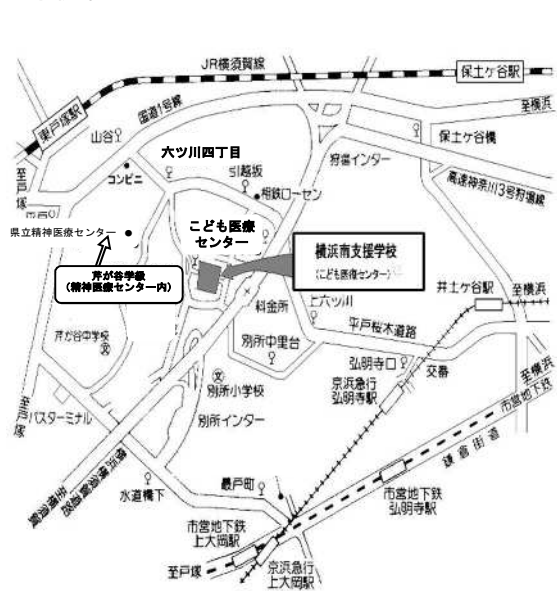 JR横須賀線
保土ヶ谷駅
東戸塚駅
国道1号線
至横浜
山谷
保土ヶ谷橋
六ツ川四丁目
狩場インター
至戸塚
コンビニ
引越坂
相鉄ローゼン
高速神奈川3号狩場線
県立精神医療センター
こども医療
センター
横浜南支援学校
(こども医療センター)
芹が谷学級
(精神医療センター内)
井土ヶ谷駅
至横浜
料金所
上六ツ川
平戸桜木道路
芹が谷中学校
文
別所中里台
弘明寺口
交番
京浜急行
弘明寺駅
至横浜
市営地下鉄
文
別所小学校
至戸塚
バスターミナル
別所インター
鎌倉街道
横浜横須賀道路
至横須賀
水道橋下
最戸町
市営地下鉄
弘明寺駅
市営地下鉄
上大岡駅
至戸塚
京浜急行
上大岡駅